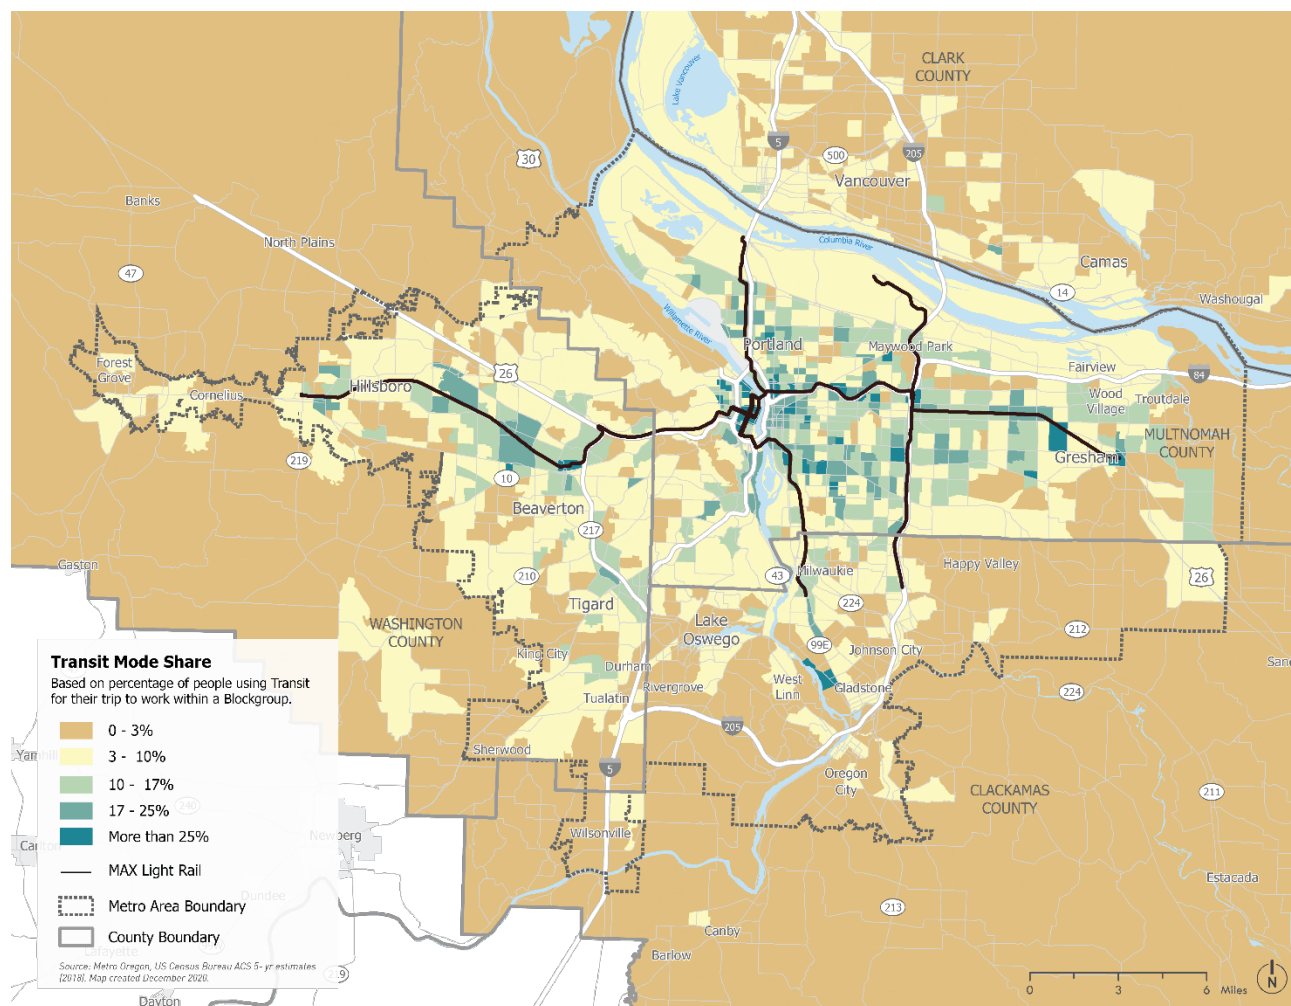 CLARK
COUNTY
Lake Vancouver
5
500
205
30
Vancouver
Banks
North Plains
Columbia River
Camas
47
14
Washougal
Willamette River
Portland
Maywood Park
Forest
Grove
Hillsboro
26
Fairview
84
Cornelius
Wood
Village
Troutdale
MULTNOMAH
COUNTY
219
Gresham
10
Beaverton
217
Gaston
210
43
Milwaukie
Happy Valley
26
Tigard
224
WASHINGTON
COUNTY
Lake
Oswego
212
99E
Johnson City
King City
Durham
Rivergrove
West
Linn
Gladstone
224
Tualatin
205
Sherwood
5
Oregon
City
CLACKAMAS
COUNTY
211
Wilsonville
Estacada
213
Canby
Barlow
Transit Mode Share
Based on percentage of people using Transit
for their trip to work within a Blockgroup.
0 - 3%
3 - 10%
10 - 17%
17 - 25%
More than 25%
MAX Light Rail
Metro Area Boundary
County Boundary
Source: Metro Oregon, US Census Bureau ACS 5- yr estimates
(2018). Map created December 2020.
240
Newberg
Dundee
Lafayette
Dayton
0 3 6 Miles
N